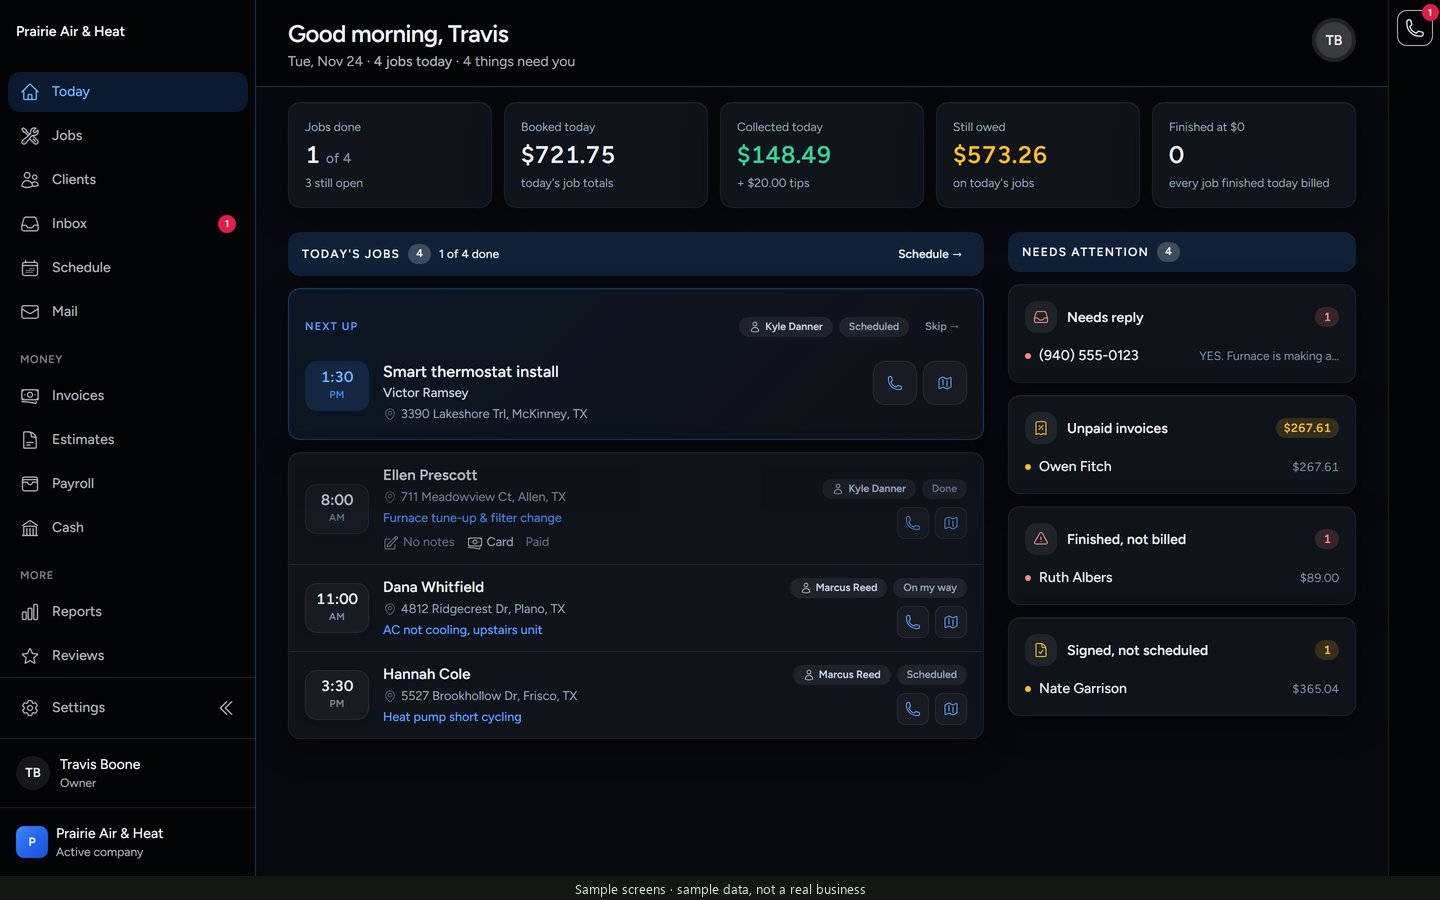 Prairie Air & Heat
Today
Jobs
Clients
Inbox 1
Schedule
Mail
MONEY
Invoices
Estimates
Payroll
Cash
MORE
Reports
Reviews
Settings
TB
Travis Boone
Owner
P
Prairie Air & Heat
Active company
Good morning, Travis
Tue, Nov 24 · 4 jobs today · 4 things need you
TB
1
Jobs done
1 of 4
3 still open
Booked today
$721.75
today's job totals
Collected today
$148.49
+ $20.00 tips
Still owed
$573.26
on today's jobs
Finished at $0
0
every job finished today billed
TODAY'S JOBS 4 1 of 4 done Schedule →
NEXT UP Kyle Danner Scheduled Skip →
1:30 PM
Smart thermostat install
Victor Ramsey
3390 Lakeshore Trl, McKinney, TX
8:00 AM
Ellen Prescott
711 Meadowview Ct, Allen, TX
Furnace tune-up & filter change
No notes Card Paid
Kyle Danner Done
11:00 AM
Dana Whitfield
4812 Ridgecrest Dr, Plano, TX
AC not cooling, upstairs unit
Marcus Reed On my way
3:30 PM
Hannah Cole
5527 Brookhollow Dr, Frisco, TX
Heat pump short cycling
Marcus Reed Scheduled
NEEDS ATTENTION 4
Needs reply 1
(940) 555-0123 YES. Furnace is making a...
Unpaid invoices $267.61
Owen Fitch $267.61
Finished, not billed 1
Ruth Albers $89.00
Signed, not scheduled 1
Nate Garrison $365.04
Sample screens · sample data, not a real business